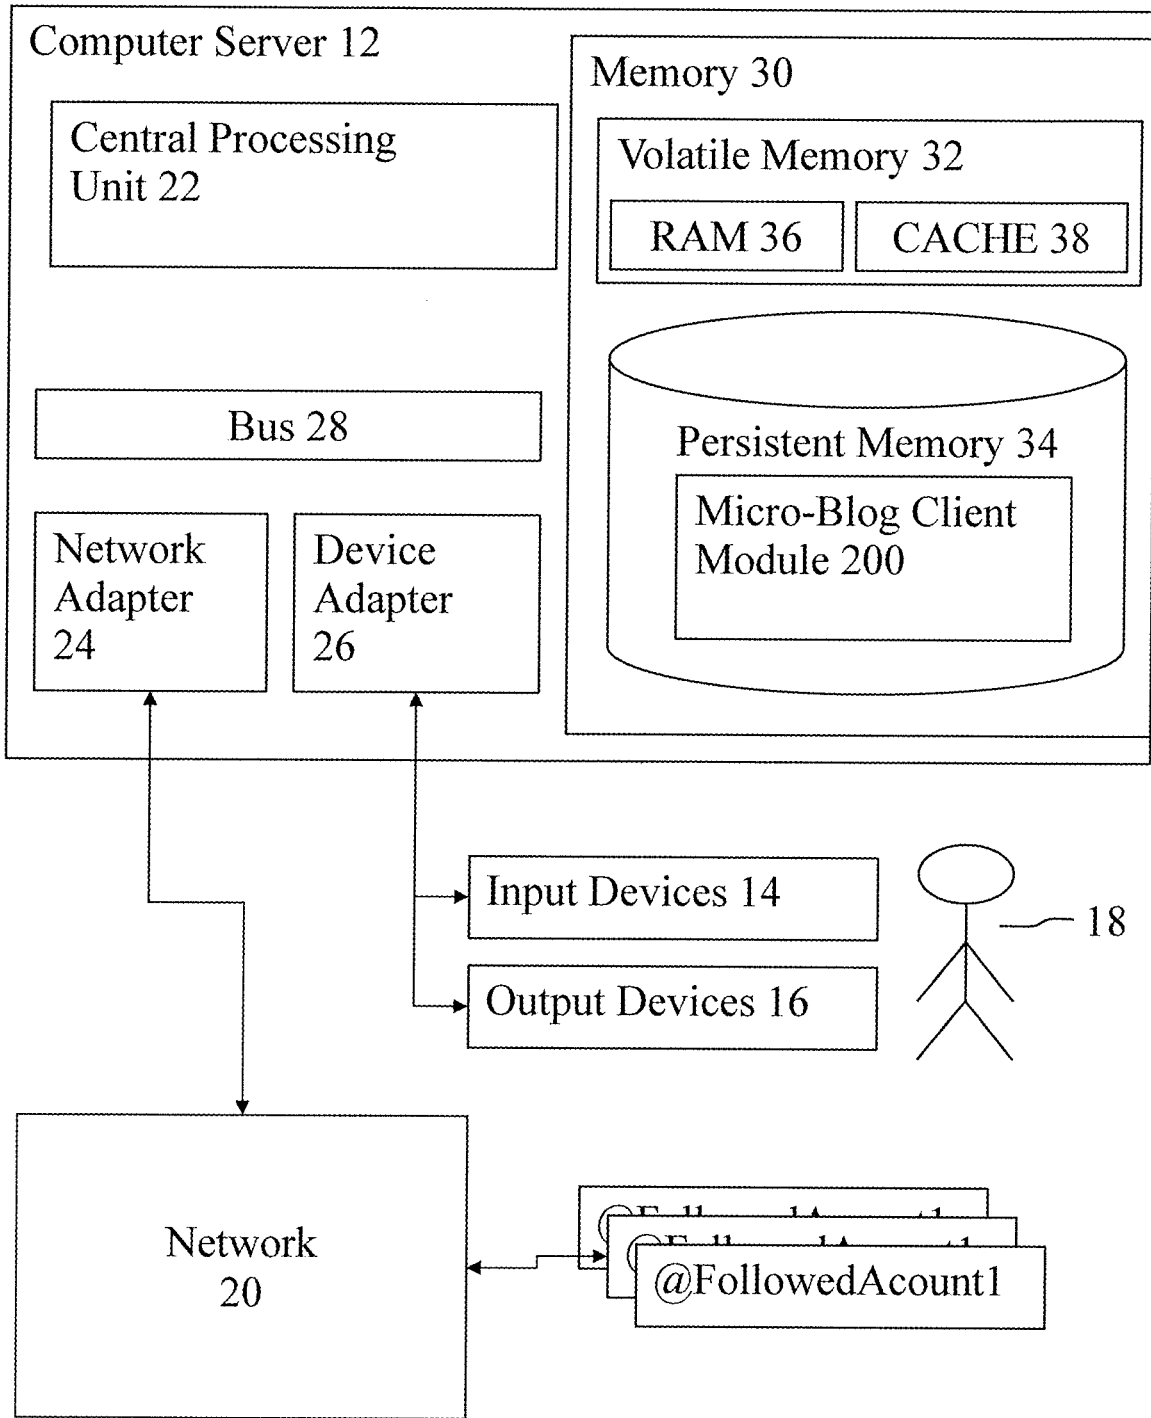 Computer Server 12
Memory 30
Central Processing
Unit 22
Volatile Memory 32
RAM 36
CACHE 38
Bus 28
Persistent Memory 34
Micro-Blog Client
Module 200
Network
Adapter
24
Device
Adapter
26
Input Devices 14
18
Output Devices 16
Network
20
@FollowedAcount1